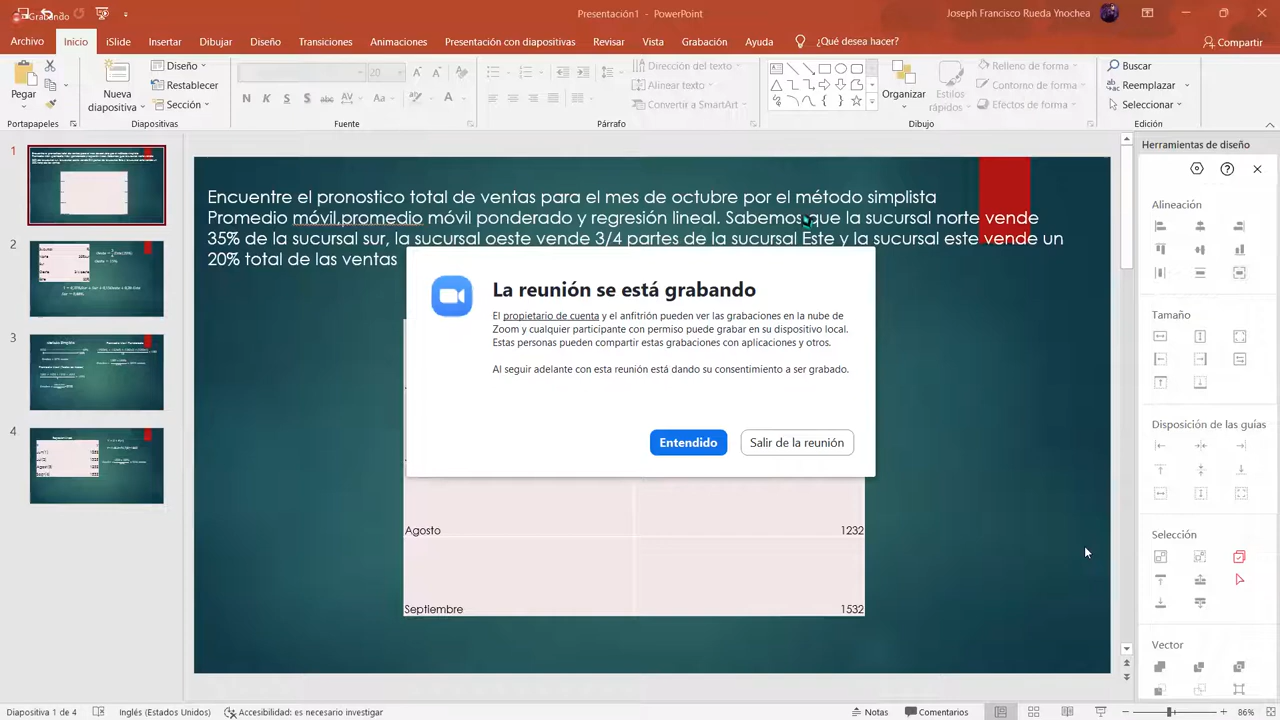 Grabando
Presentación1 - PowerPoint
Joseph Francisco Rueda Ynochea
Archivo Inicio iSlide Insertar Dibujar Diseño Transiciones Animaciones Presentación con diapositivas Revisar Vista Grabación Ayuda ¿Qué desea hacer? Compartir
Pegar
Nueva diapositiva
Diseño
Restablecer
Sección
20
N K S S AV Aa A
Dirección del texto
Alinear texto
Convertir a SmartArt
Organizar
Estilos rápidos
Relleno de forma
Contorno de forma
Efectos de forma
Buscar
Reemplazar
Seleccionar
Portapapeles Diapositivas Fuente Párrafo Dibujo Edición
1
2
3
4
Encuentre el pronostico total de ventas para el mes de octubre por el método simplista
Promedio móvil,promedio móvil ponderado y regresión lineal. Sabemos que la sucursal norte vende
35% de la sucursal sur, la sucursal oeste vende 3/4 partes de la sucursal Este y la sucursal este vende un
20% total de las ventas
La reunión se está grabando
El propietario de cuenta y el anfitrión pueden ver las grabaciones en la nube de
Zoom y cualquier participante con permiso puede grabar en su dispositivo local.
Estas personas pueden compartir estas grabaciones con aplicaciones y otros.
Al seguir adelante con esta reunión está dando su consentimiento a ser grabado.
Entendido
Salir de la reunión
Agosto 1232
Septiembre 1532
Herramientas de diseño
Alineación
Tamaño
Disposición de las guías
Selección
Vector
Diapositiva 1 de 4 Inglés (Estados Unidos) Accesibilidad: es necesario investigar Notas Comentarios 86%